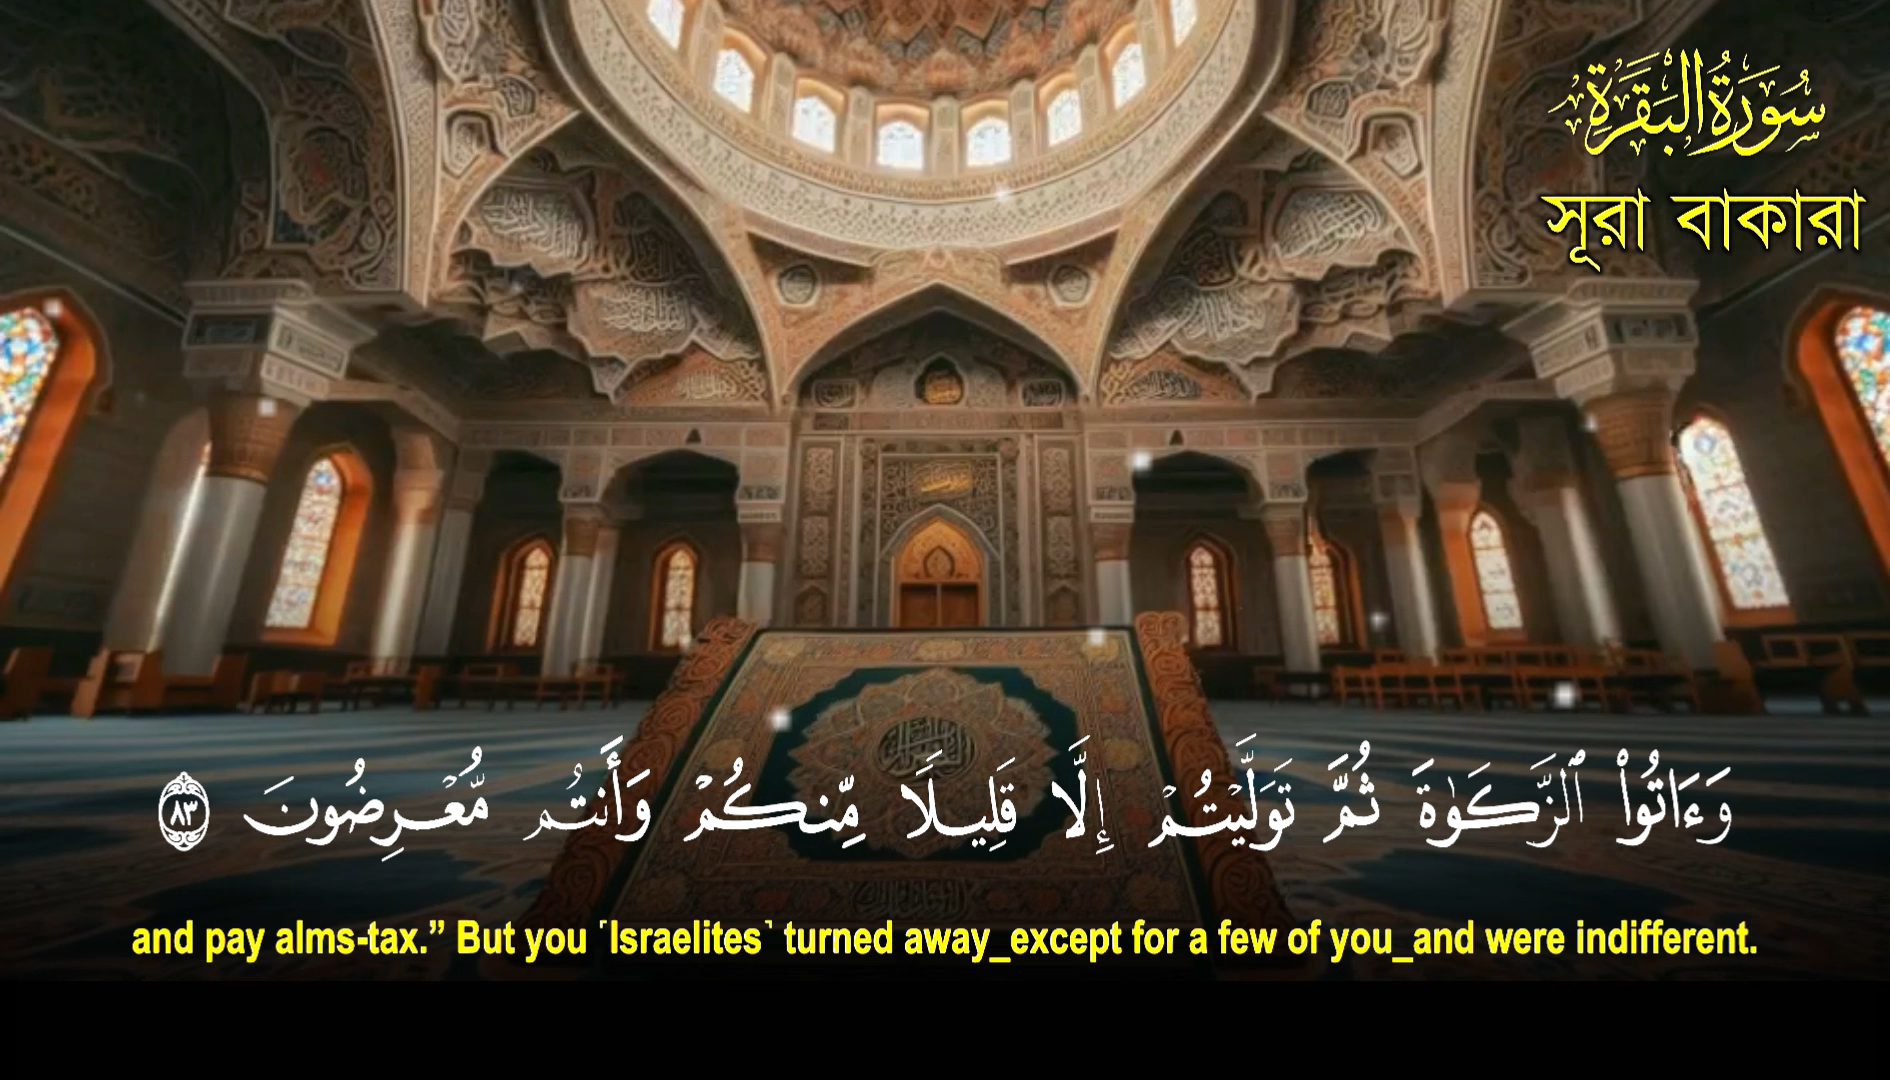 سُورَةُ الْبَقَرَةِ
সূরা বাকারা
وَءَاتُوا۟ ٱلزَّكَوٰةَ ثُمَّ تَوَلَّيْتُمْ إِلَّا قَلِيلًا مِّنكُمْ وَأَنتُم مُّعْرِضُونَ ٨٣
and pay alms-tax.” But you ˹Israelites˺ turned away_except for a few of you_and were indifferent.